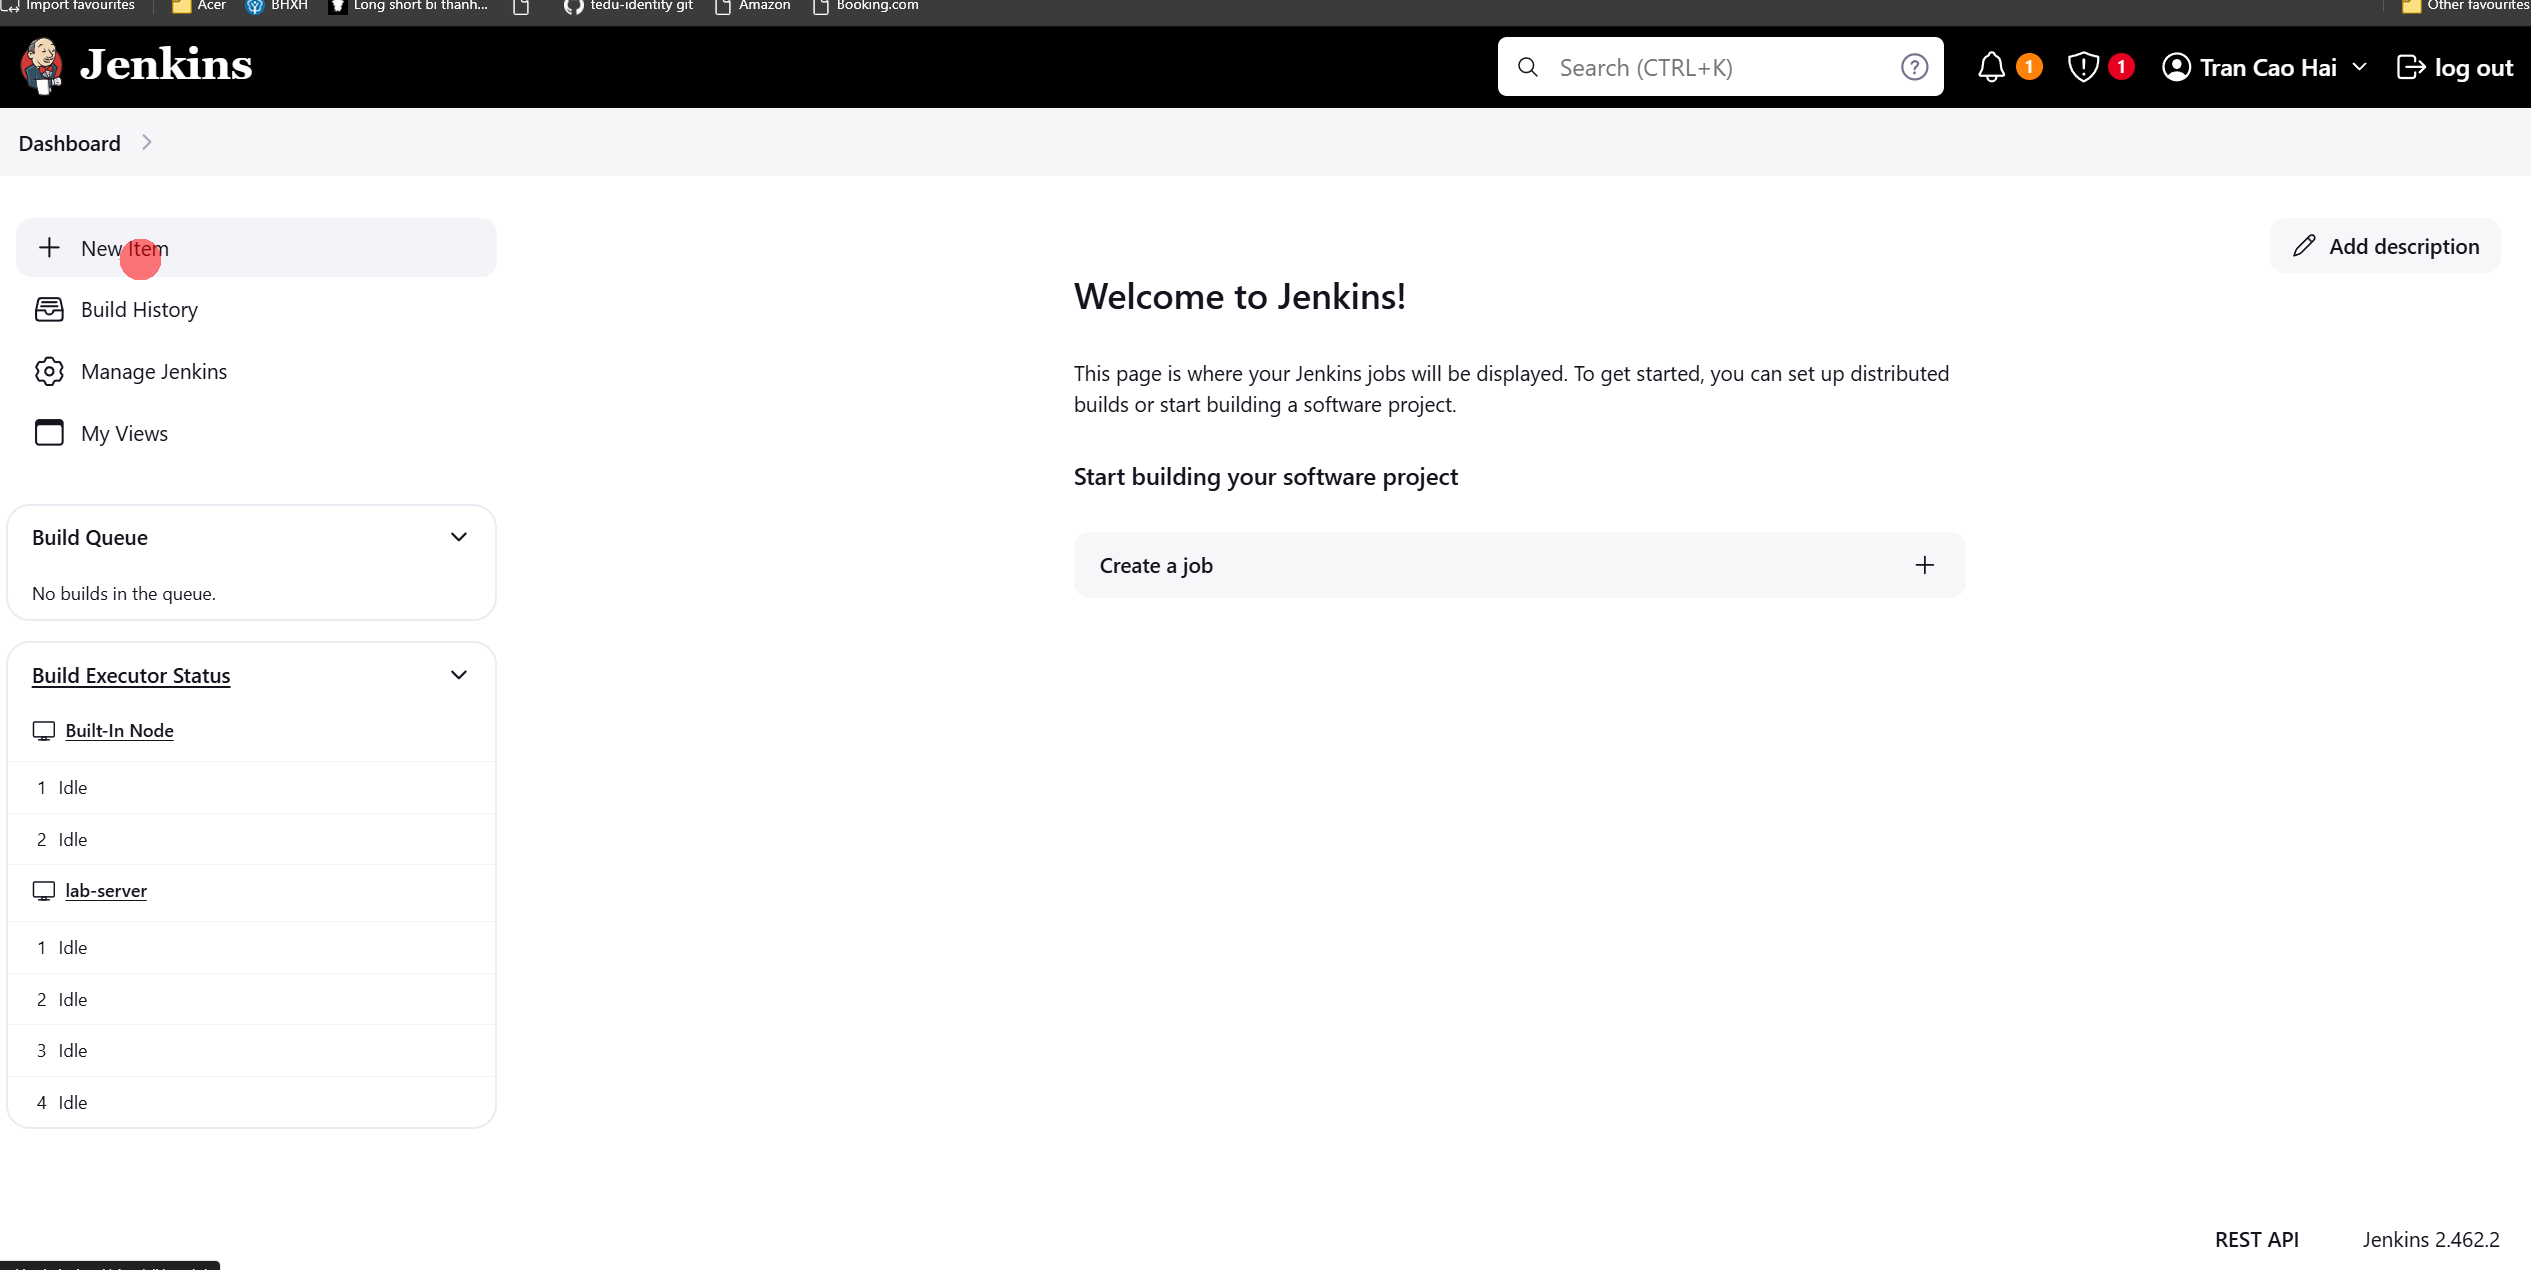 Import favourites Acer BHXH Long short bi thanh... tedu-identity git Amazon Booking.com Other favourites
Jenkins Search (CTRL+K) 1 1 Tran Cao Hai log out
Dashboard
New Item
Build History
Manage Jenkins
My Views
Build Queue
No builds in the queue.
Build Executor Status
Built-In Node
1 Idle
2 Idle
lab-server
1 Idle
2 Idle
3 Idle
4 Idle
Add description
Welcome to Jenkins!
This page is where your Jenkins jobs will be displayed. To get started, you can set up distributed
builds or start building a software project.
Start building your software project
Create a job
REST API Jenkins 2.462.2